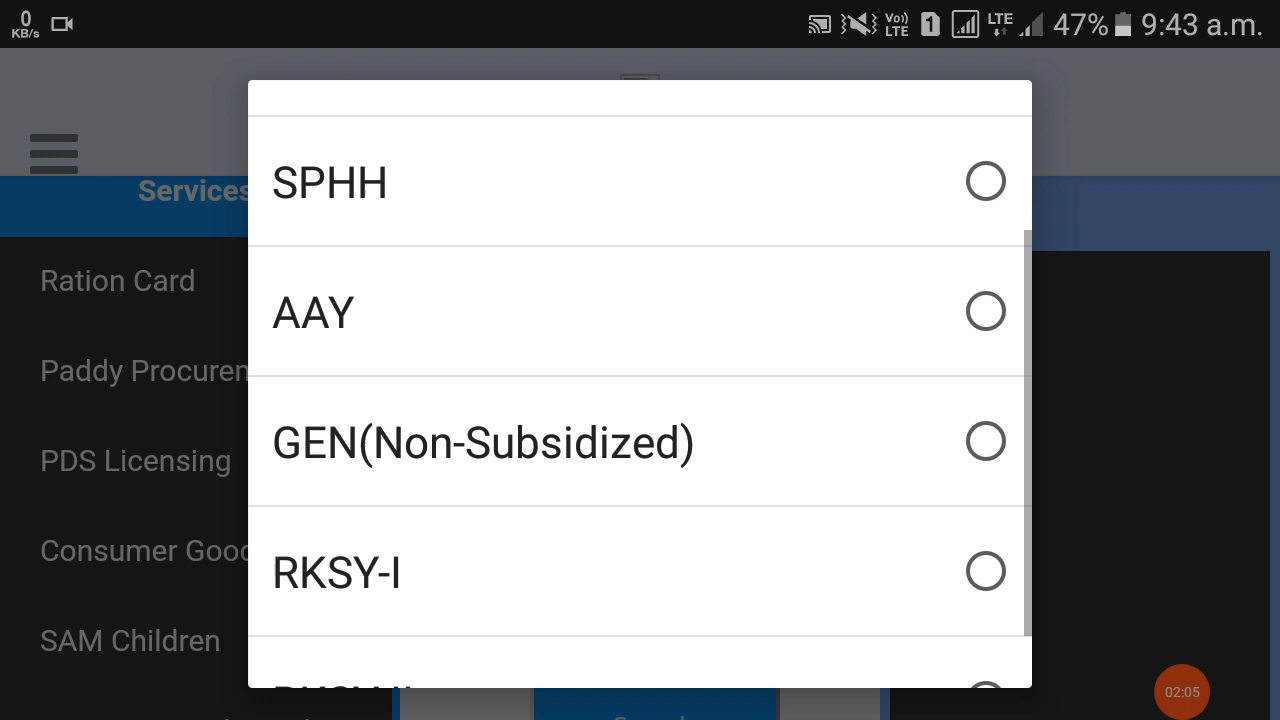 0
KB/s
Vo))
LTE
1
LTE
47%
9:43 a.m.
Services
SPHH
Ration Card
AAY
Paddy Procuren
GEN(Non-Subsidized)
PDS Licensing
Consumer Good
RKSY-I
SAM Children
02:05